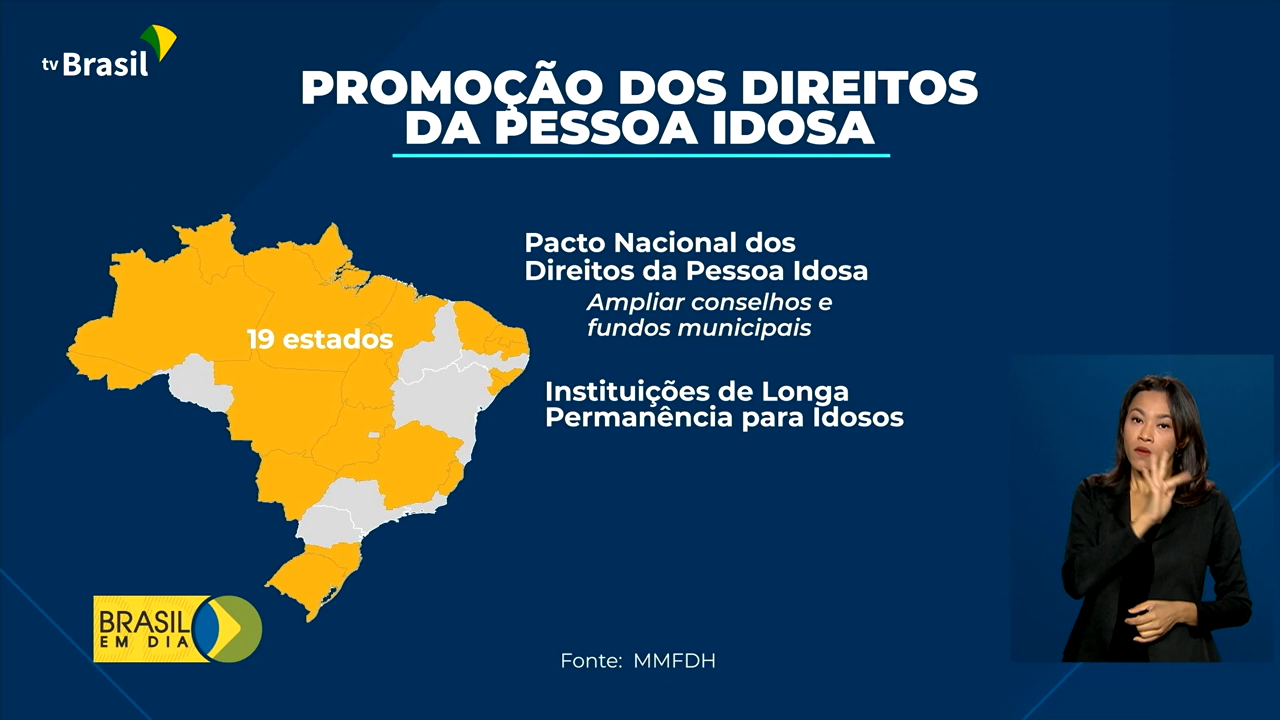 tv Brasil
PROMOÇÃO DOS DIREITOS
DA PESSOA IDOSA
Pacto Nacional dos
Direitos da Pessoa Idosa
Ampliar conselhos e
fundos municipais
19 estados
Instituições de Longa
Permanência para Idosos
BRASIL
EM DIA
Fonte: MMFDH